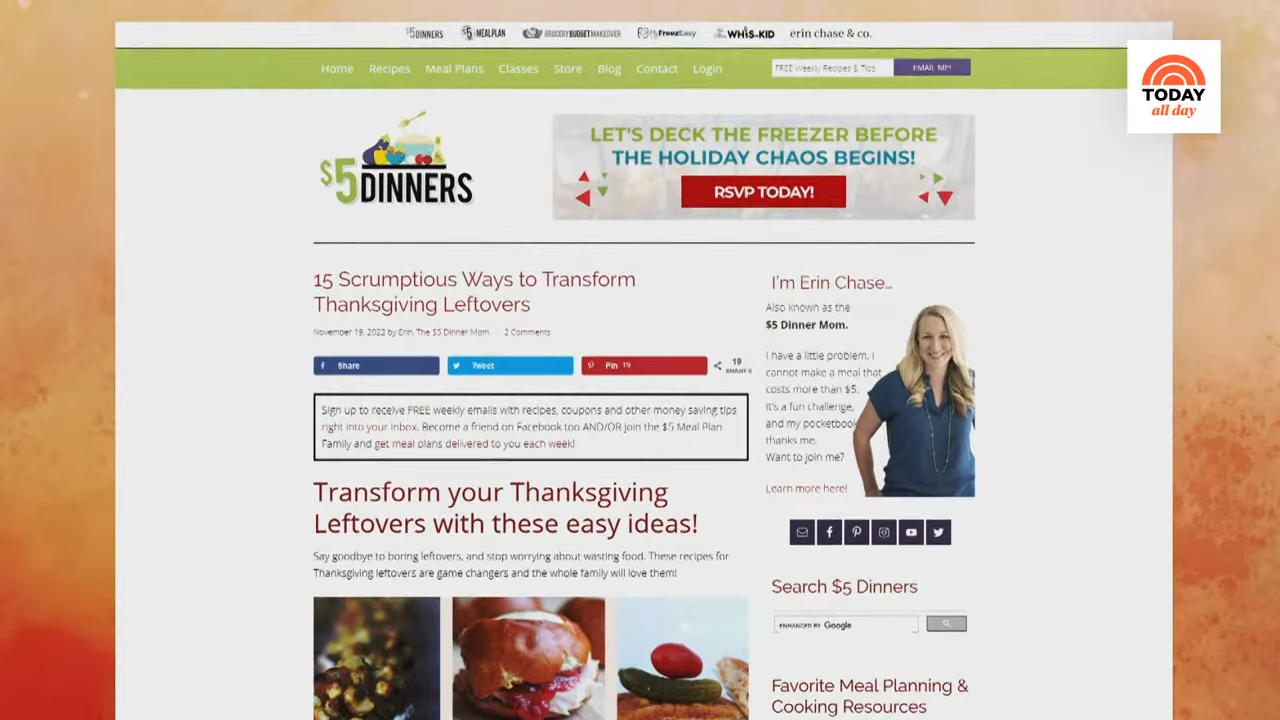 $5DINNERS $5 MEALPLAN GROCERYBUDGETMAKEOVER MyFreezEasy WHiS-KID erin chase & co.
Home Recipes Meal Plans Classes Store Blog Contact Login
FREE Weekly Recipes & Tips EMAIL ME!
TODAY
all day
$5 DINNERS
LET'S DECK THE FREEZER BEFORE
THE HOLIDAY CHAOS BEGINS!
RSVP TODAY!
15 Scrumptious Ways to Transform
Thanksgiving Leftovers
November 19, 2022 by Erin, The $5 Dinner Mom 2 Comments
Share Tweet Pin 19
19
SHARES
Sign up to receive FREE weekly emails with recipes, coupons and other money saving tips
right into your inbox. Become a friend on Facebook too AND/OR join the $5 Meal Plan
Family and get meal plans delivered to you each week!
Transform your Thanksgiving
Leftovers with these easy ideas!
Say goodbye to boring leftovers, and stop worrying about wasting food. These recipes for
Thanksgiving leftovers are game changers and the whole family will love them!
I'm Erin Chase...
Also known as the
$5 Dinner Mom.
I have a little problem. I
cannot make a meal that
costs more than $5.
It's a fun challenge,
and my pocketbook
thanks me.
Want to join me?
Learn more here!
Search $5 Dinners
ENHANCED BY Google
Favorite Meal Planning &
Cooking Resources